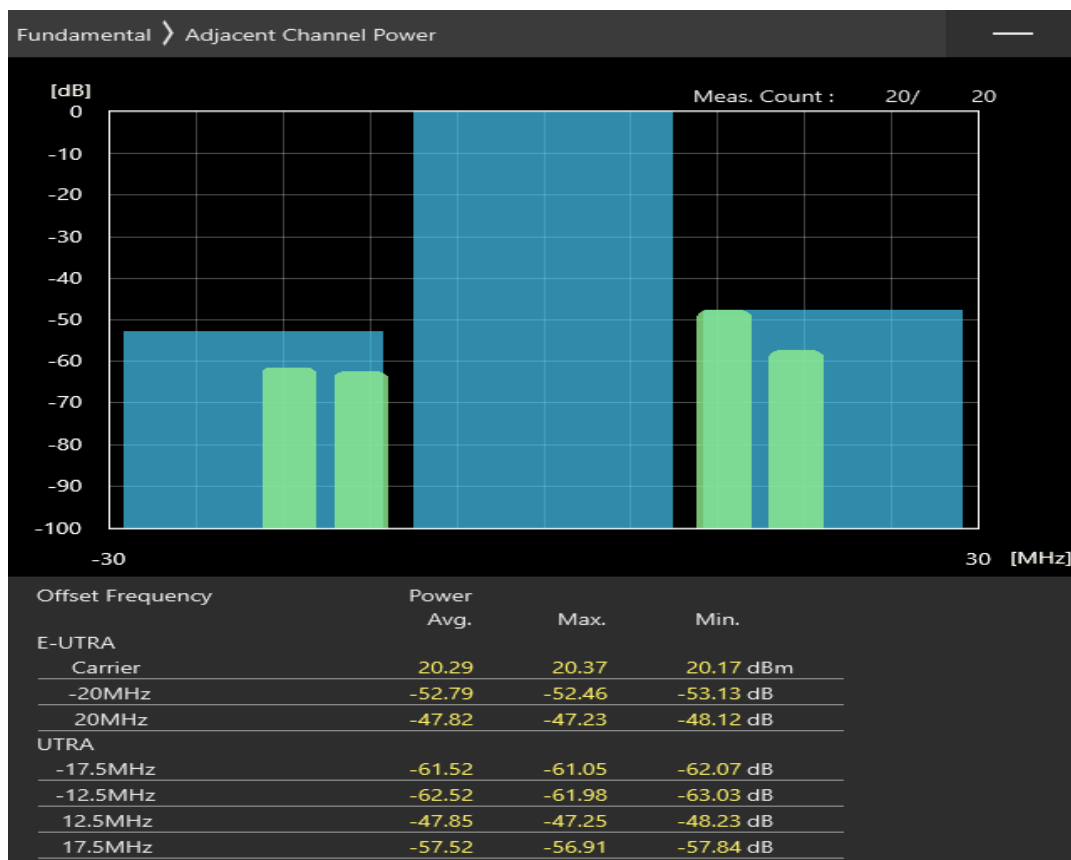 Fundamental ❯ Adjacent Channel Power
[dB]
Meas. Count : 20/ 20
0
-10
-20
-30
-40
-50
-60
-70
-80
-90
-100
-30 30 [MHz]
Offset Frequency Power
Avg. Max. Min.
E-UTRA
Carrier 20.29 20.37 20.17 dBm
-20MHz -52.79 -52.46 -53.13 dB
20MHz -47.82 -47.23 -48.12 dB
UTRA
-17.5MHz -61.52 -61.05 -62.07 dB
-12.5MHz -62.52 -61.98 -63.03 dB
12.5MHz -47.85 -47.25 -48.23 dB
17.5MHz -57.52 -56.91 -57.84 dB